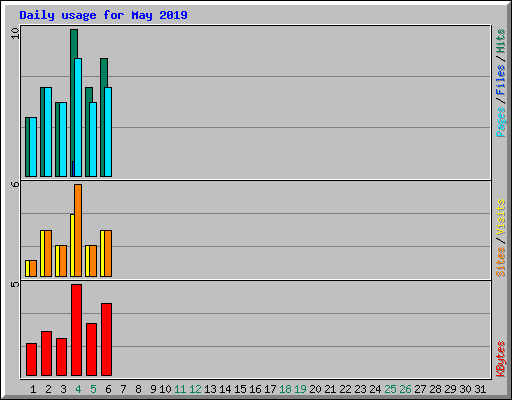 Daily usage for May 2019
10
6
5
Pages / Files / Hits
Sites / Visits
KBytes
1 2 3 4 5 6 7 8 9 10 11 12 13 14 15 16 17 18 19 20 21 22 23 24 25 26 27 28 29 30 31